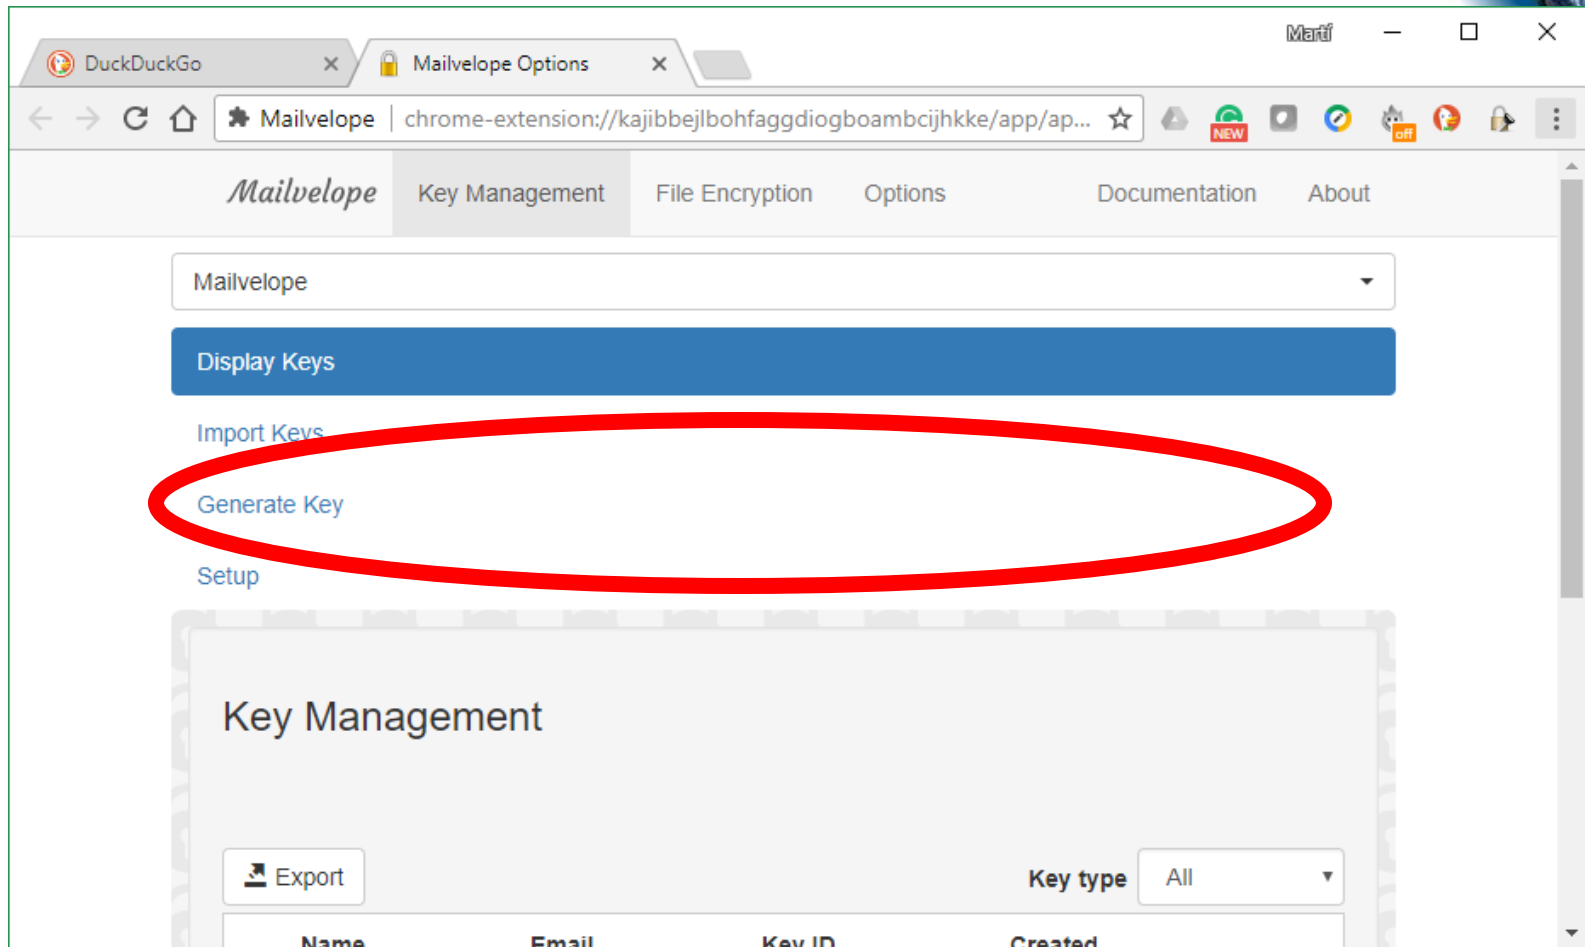 Martí
DuckDuckGo
Mailvelope Options
Mailvelope
chrome-extension://kajibbejlbohfaggdiogboambcijhkke/app/ap...
NEW
off
Mailvelope
Key Management
File Encryption
Options
Documentation
About
Mailvelope
Display Keys
Import Keys
Generate Key
Setup
Key Management
Export
Key type
All
Name
Email
Key ID
Created